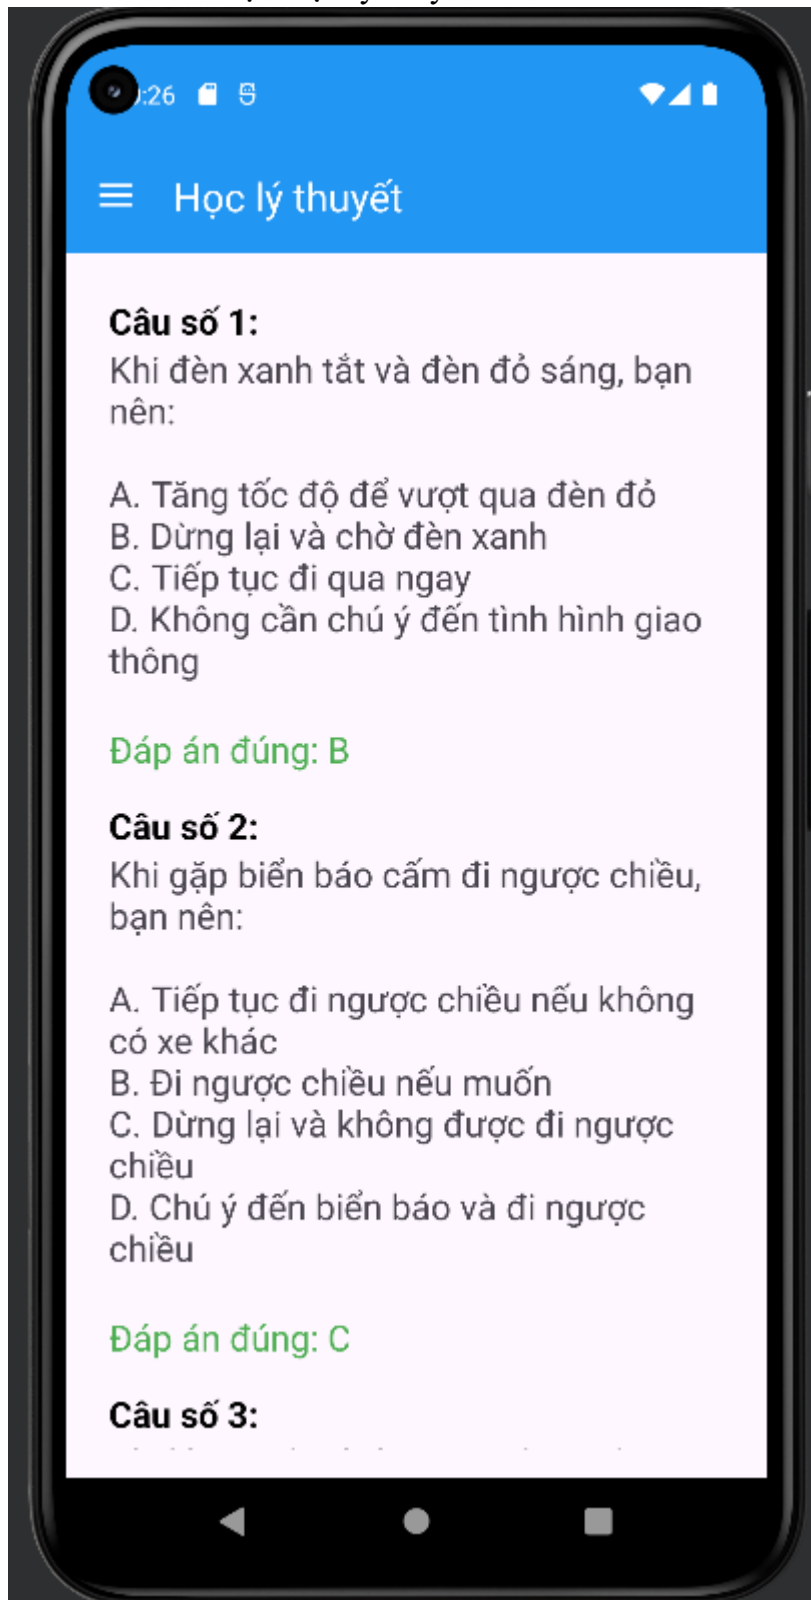 :26
Học lý thuyết
Câu số 1:
Khi đèn xanh tắt và đèn đỏ sáng, bạn
nên:
A. Tăng tốc độ để vượt qua đèn đỏ
B. Dừng lại và chờ đèn xanh
C. Tiếp tục đi qua ngay
D. Không cần chú ý đến tình hình giao
thông
Đáp án đúng: B
Câu số 2:
Khi gặp biển báo cấm đi ngược chiều,
bạn nên:
A. Tiếp tục đi ngược chiều nếu không
có xe khác
B. Đi ngược chiều nếu muốn
C. Dừng lại và không được đi ngược
chiều
D. Chú ý đến biển báo và đi ngược
chiều
Đáp án đúng: C
Câu số 3: